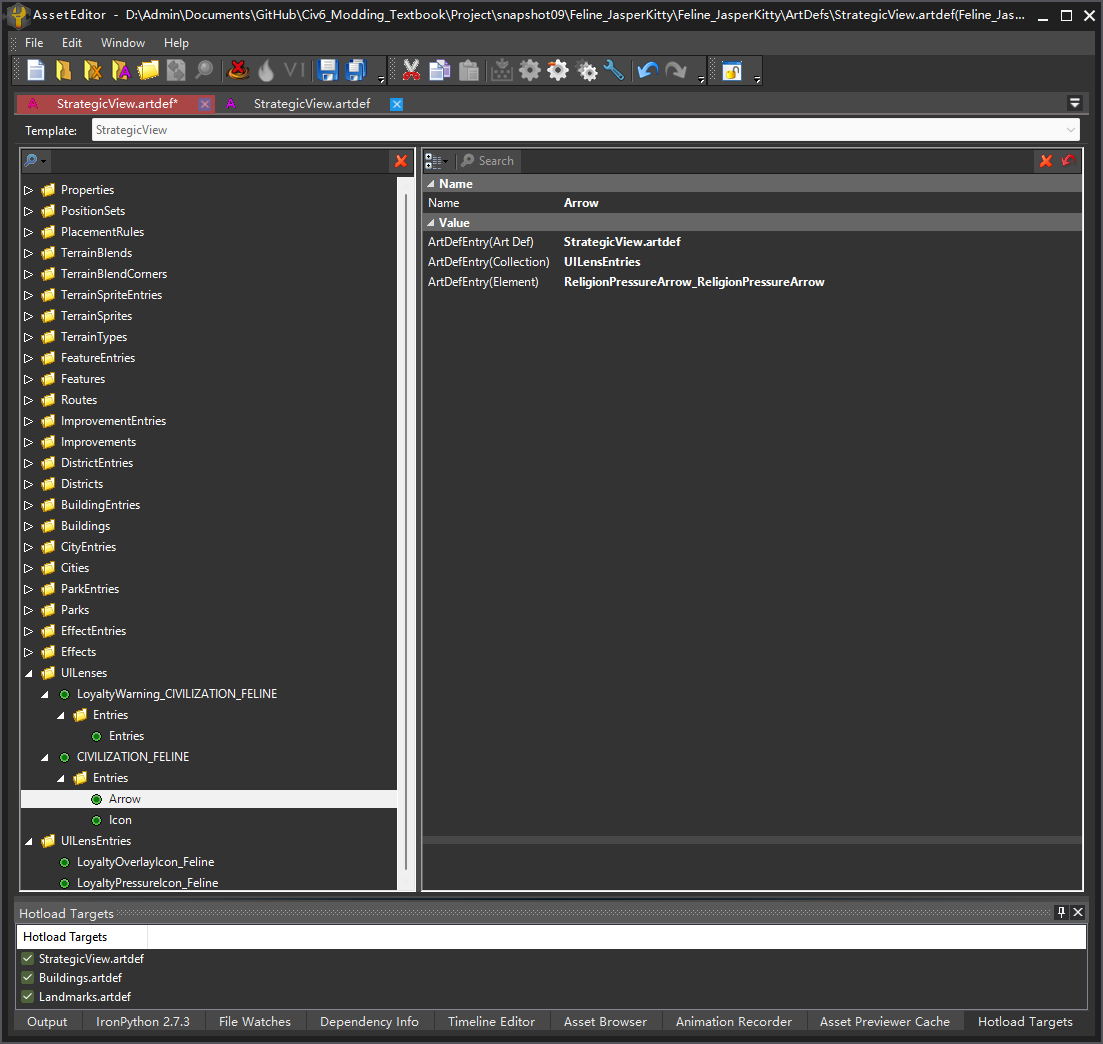 AssetEditor - D:\Admin\Documents\GitHub\Civ6_Modding_Textbook\Project\snapshot09\Feline_JasperKitty\Feline_JasperKitty\ArtDefs\StrategicView.artdef(Feline_Jas...
File Edit Window Help
VI
StrategicView.artdef* StrategicView.artdef
Template: StrategicView
Search
Properties
PositionSets
PlacementRules
TerrainBlends
TerrainBlendCorners
TerrainSpriteEntries
TerrainSprites
TerrainTypes
FeatureEntries
Features
Routes
ImprovementEntries
Improvements
DistrictEntries
Districts
BuildingEntries
Buildings
CityEntries
Cities
ParkEntries
Parks
EffectEntries
Effects
UILenses
LoyaltyWarning_CIVILIZATION_FELINE
Entries
Entries
CIVILIZATION_FELINE
Entries
Arrow
Icon
UILensEntries
LoyaltyOverlayIcon_Feline
LoyaltyPressureIcon_Feline
Name
Name Arrow
Value
ArtDefEntry(Art Def) StrategicView.artdef
ArtDefEntry(Collection) UILensEntries
ArtDefEntry(Element) ReligionPressureArrow_ReligionPressureArrow
Hotload Targets
Hotload Targets
StrategicView.artdef
Buildings.artdef
Landmarks.artdef
Output IronPython 2.7.3 File Watches Dependency Info Timeline Editor Asset Browser Animation Recorder Asset Previewer Cache Hotload Targets